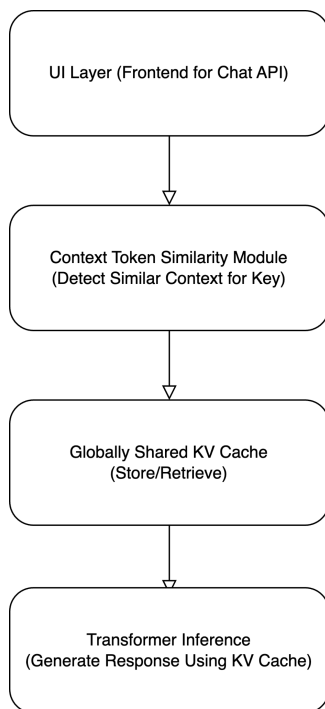 UI Layer (Frontend for Chat API)
Context Token Similarity Module
(Detect Similar Context for Key)
Globally Shared KV Cache
(Store/Retrieve)
Transformer Inference
(Generate Response Using KV Cache)